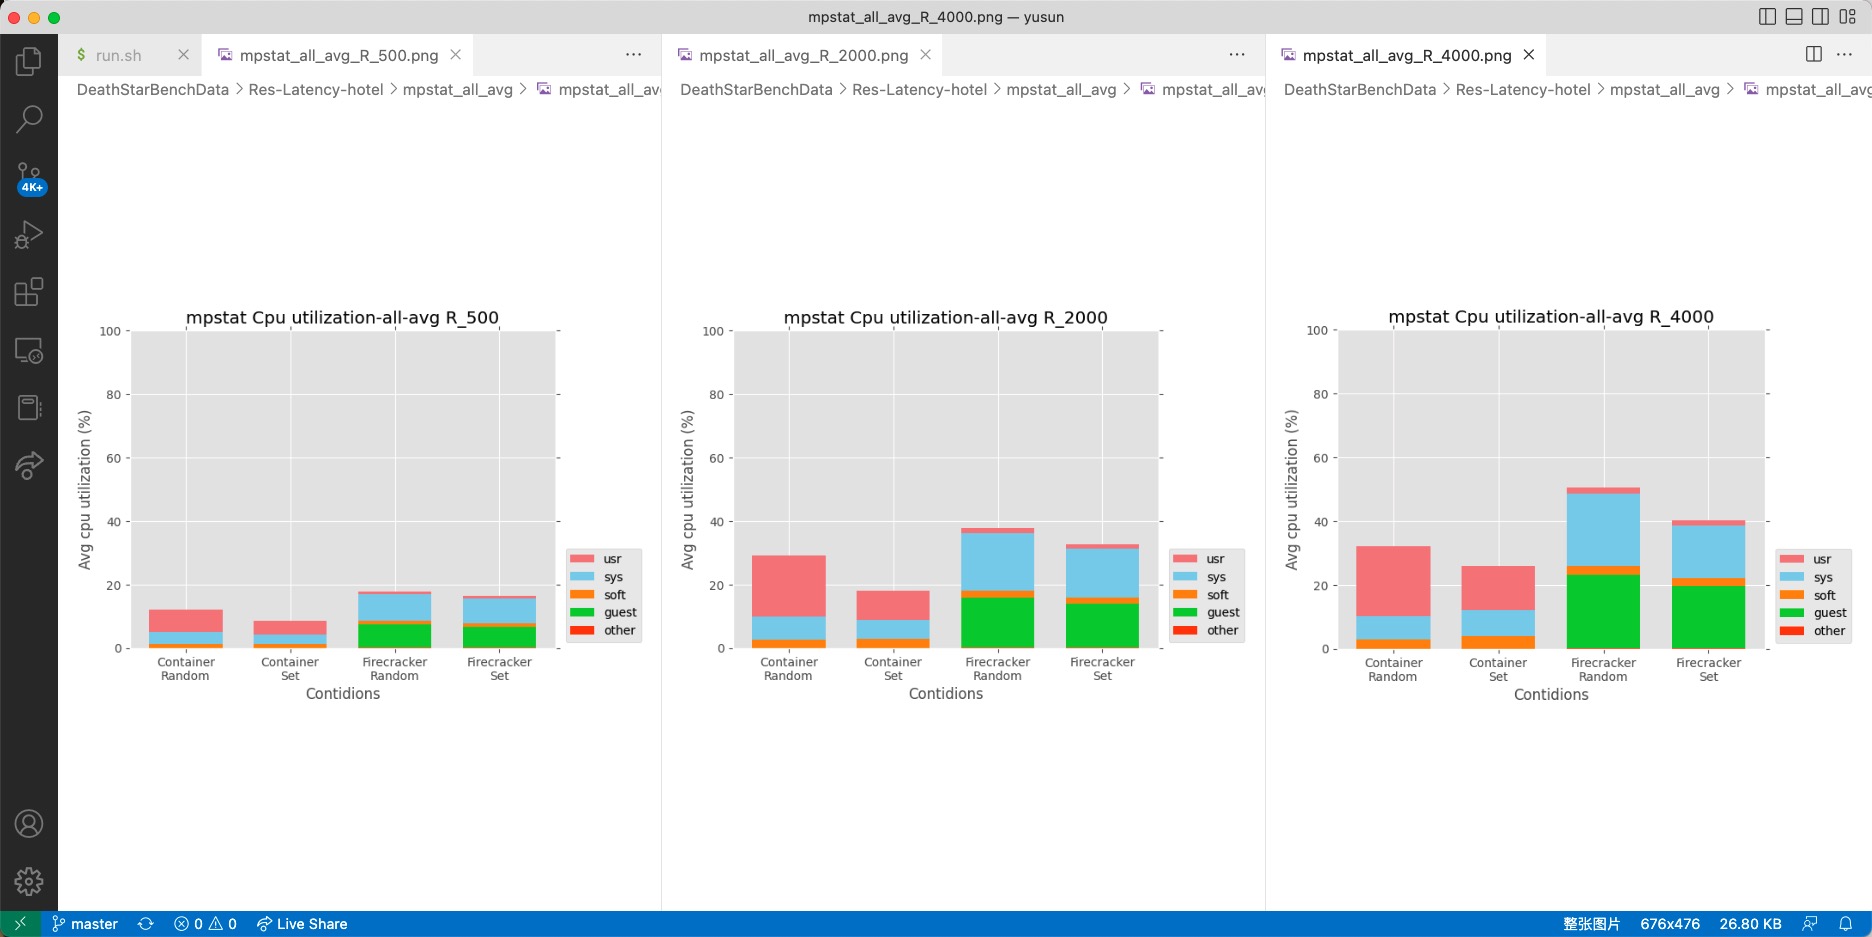 mpstat_all_avg_R_4000.png — yusun
$ run.sh
mpstat_all_avg_R_500.png
mpstat_all_avg_R_2000.png
mpstat_all_avg_R_4000.png
DeathStarBenchData > Res-Latency-hotel > mpstat_all_avg > mpstat_all_av
DeathStarBenchData > Res-Latency-hotel > mpstat_all_avg > mpstat_all_avg
DeathStarBenchData > Res-Latency-hotel > mpstat_all_avg > mpstat_all_avg
4K+
mpstat Cpu utilization-all-avg R_500
100
80
60
40
20
0
Avg cpu utilization (%)
Container Random
Container Set
Firecracker Random
Firecracker Set
Contidions
usr
sys
soft
guest
other
mpstat Cpu utilization-all-avg R_2000
100
80
60
40
20
0
Avg cpu utilization (%)
Container Random
Container Set
Firecracker Random
Firecracker Set
Contidions
usr
sys
soft
guest
other
mpstat Cpu utilization-all-avg R_4000
100
80
60
40
20
0
Avg cpu utilization (%)
Container Random
Container Set
Firecracker Random
Firecracker Set
Contidions
usr
sys
soft
guest
other
master
0 0
Live Share
整张图片
676x476
26.80 KB